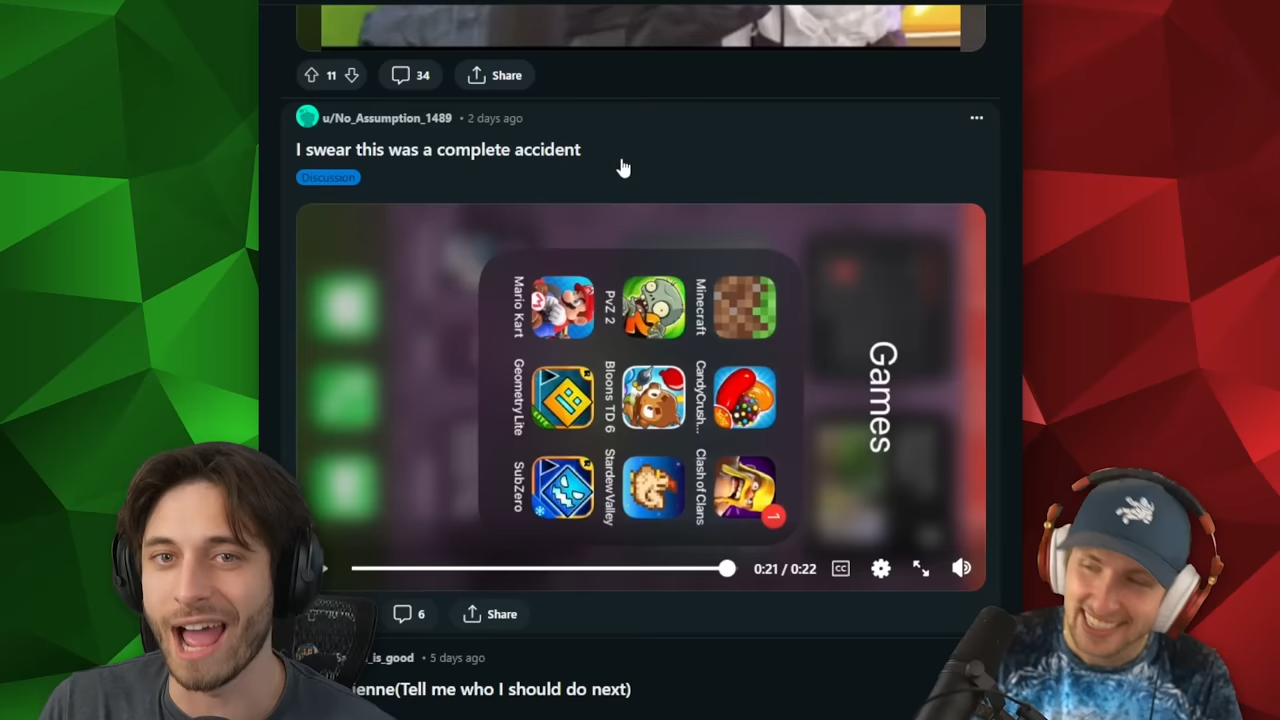 11
34
Share
u/No_Assumption_1489 • 2 days ago
I swear this was a complete accident
Discussion
Games
Minecraft
CandyCrush...
Clash of Clans
1
PvZ 2
Bloons TD 6
Stardew Valley
Mario Kart
Geometry Lite
SubZero
0:21 / 0:22
CC
6
Share
_is_good • 5 days ago
ienne(Tell me who I should do next)